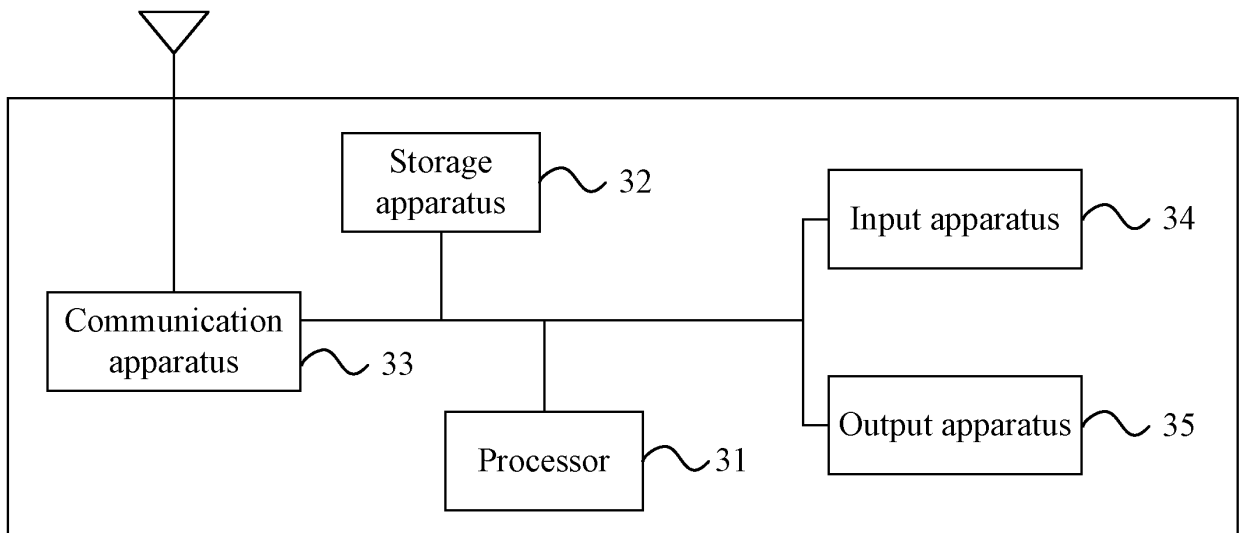 Storage
apparatus
32
Input apparatus
34
Communication
apparatus
33
Output apparatus
35
Processor
31